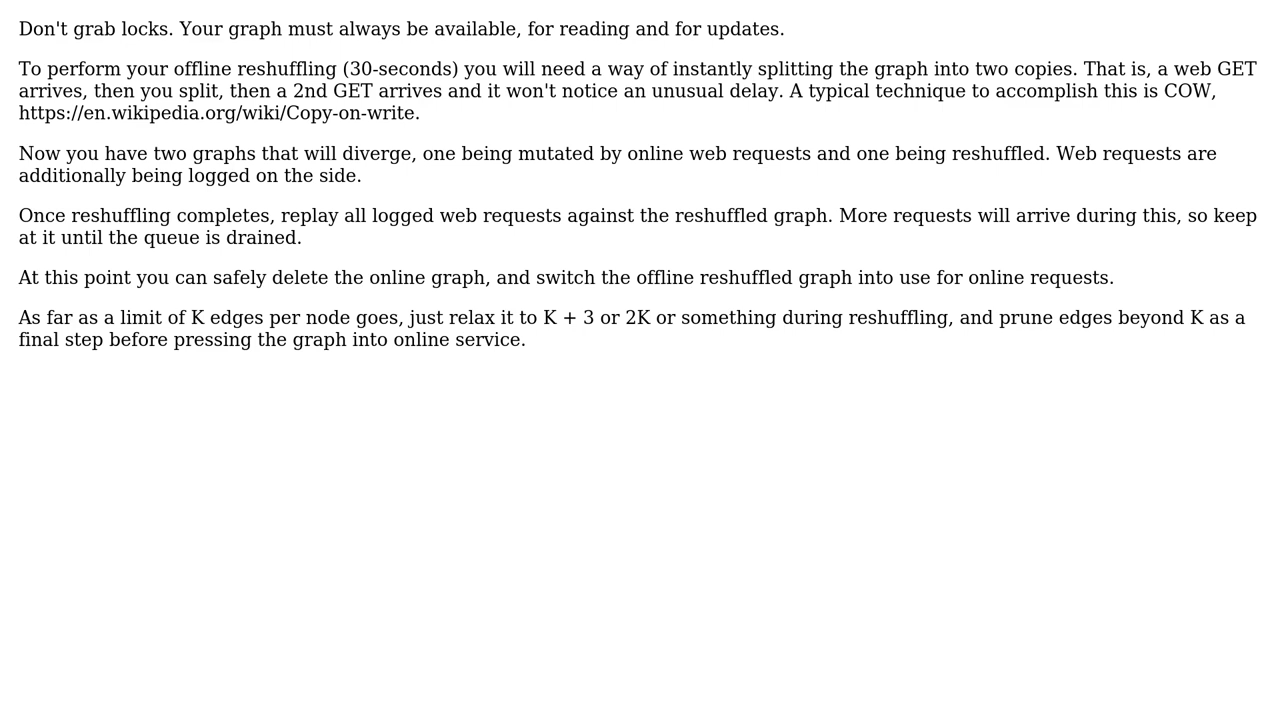 Don't grab locks. Your graph must always be available, for reading and for updates.
To perform your offline reshuffling (30-seconds) you will need a way of instantly splitting the graph into two copies. That is, a web GET
arrives, then you split, then a 2nd GET arrives and it won't notice an unusual delay. A typical technique to accomplish this is COW,
https://en.wikipedia.org/wiki/Copy-on-write.
Now you have two graphs that will diverge, one being mutated by online web requests and one being reshuffled. Web requests are
additionally being logged on the side.
Once reshuffling completes, replay all logged web requests against the reshuffled graph. More requests will arrive during this, so keep
at it until the queue is drained.
At this point you can safely delete the online graph, and switch the offline reshuffled graph into use for online requests.
As far as a limit of K edges per node goes, just relax it to K + 3 or 2K or something during reshuffling, and prune edges beyond K as a
final step before pressing the graph into online service.